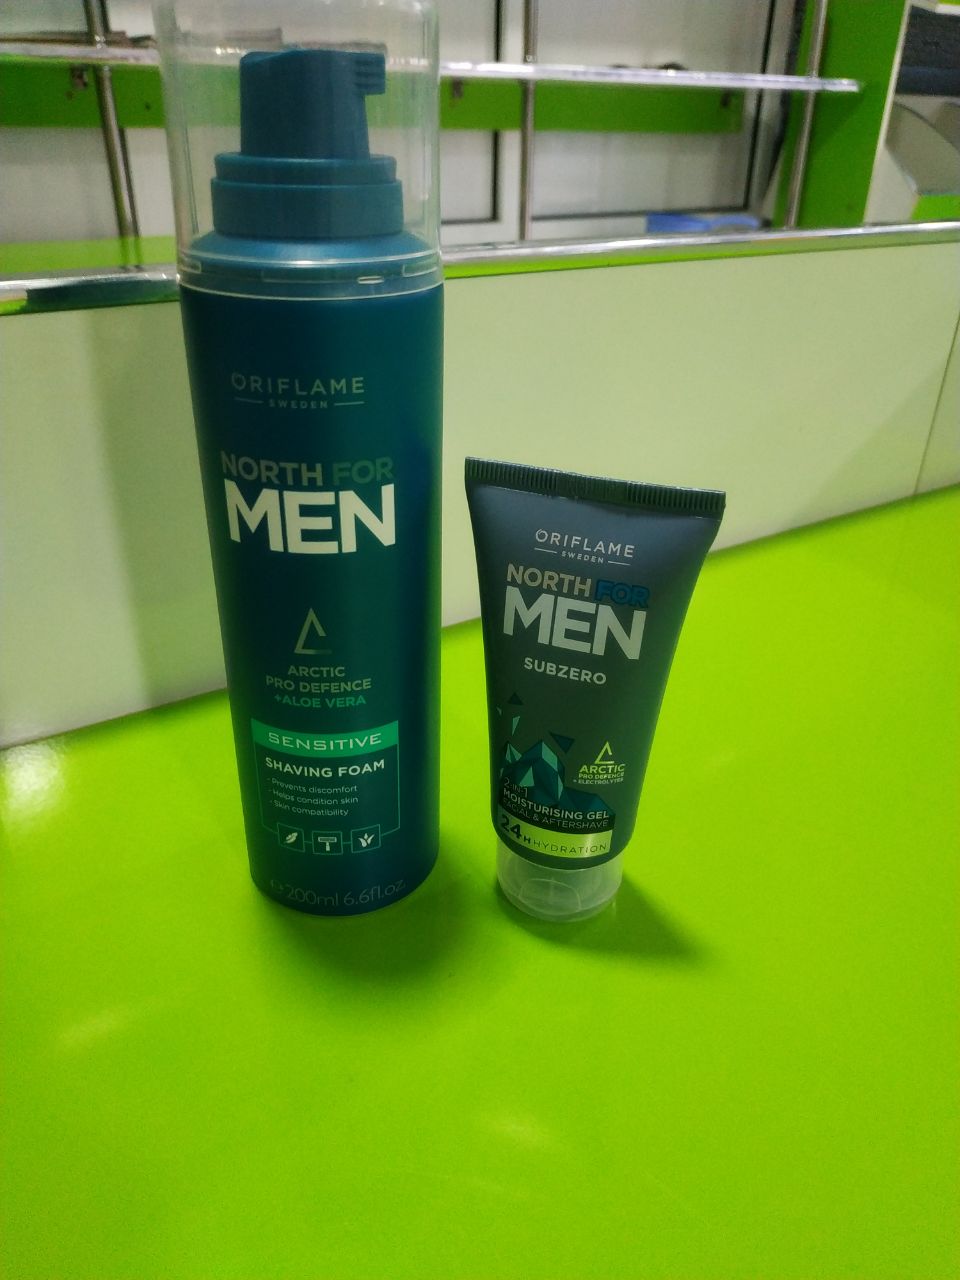 ORIFLAME
SWEDEN
NORTH FOR
MEN
ARCTIC
PRO DEFENCE
+ALOE VERA
SENSITIVE
SHAVING FOAM
- Prevents discomfort
- Helps condition skin
- Skin compatibility
e200ml 6.6fl.oz.
ORIFLAME
SWEDEN
NORTH FOR
MEN
SUBZERO
ARCTIC
PRO DEFENCE
+ ELECTROLYTES
2-IN-1
MOISTURISING GEL
FACIAL & AFTERSHAVE
24H HYDRATION